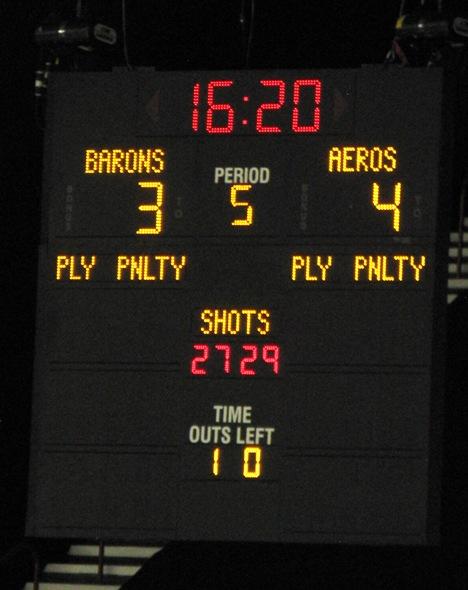 16:20
BARONS PERIOD AEROS
3 5 4
PLY PNLTY PLY PNLTY
SHOTS
27 29
TIME
OUTS LEFT
1 0